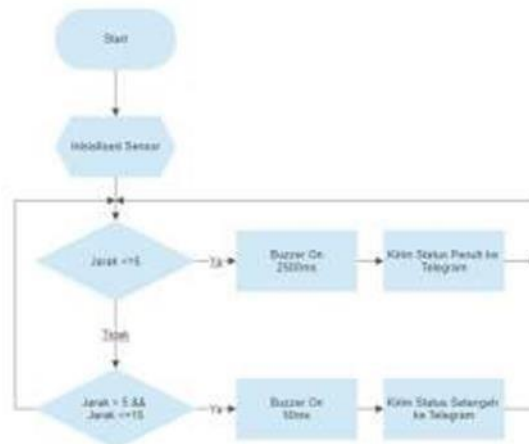 Start
Inisialisasi Sensor
Jarak <=5
Ya
Buzzer On
2500ms
Kirim Status Penuh ke
Telegram
Tidak
Jarak > 5 &&
Jarak <=15
Ya
Buzzer On
50ms
Kirim Status Setengah
ke Telegram